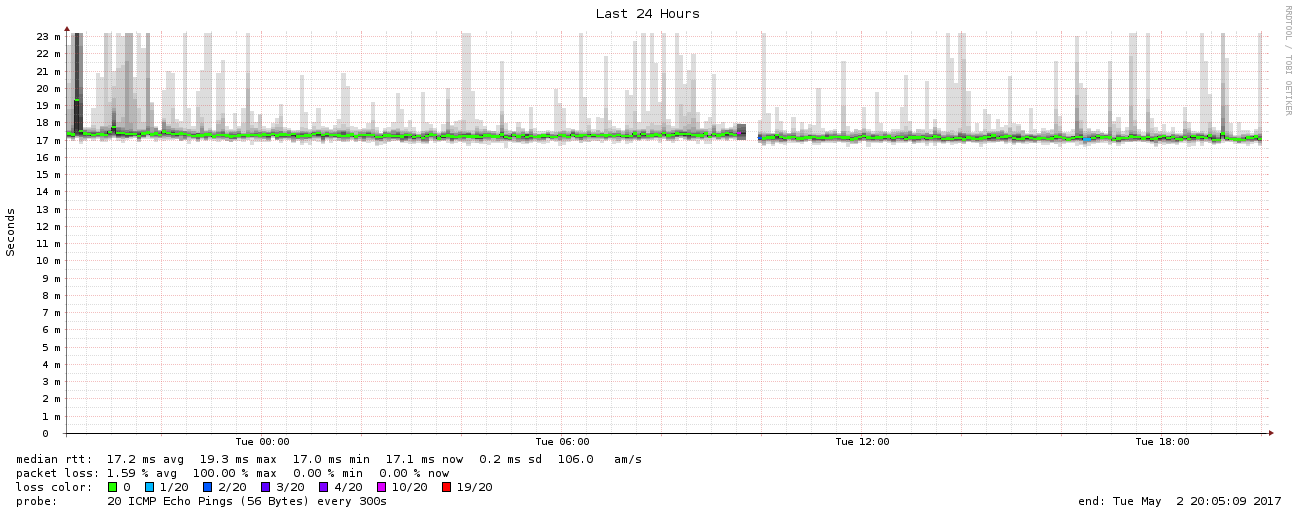 Last 24 Hours
RRDTOOL / TOBI OETIKER
Seconds
23 m
22 m
21 m
20 m
19 m
18 m
17 m
16 m
15 m
14 m
13 m
12 m
11 m
10 m
9 m
8 m
7 m
6 m
5 m
4 m
3 m
2 m
1 m
0
Tue 00:00 Tue 06:00 Tue 12:00 Tue 18:00
median rtt: 17.2 ms avg 19.3 ms max 17.0 ms min 17.1 ms now 0.2 ms sd 106.0 am/s
packet loss: 1.59 % avg 100.00 % max 0.00 % min 0.00 % now
loss color: 0 1/20 2/20 3/20 4/20 10/20 19/20
probe: 20 ICMP Echo Pings (56 Bytes) every 300s end: Tue May 2 20:05:09 2017